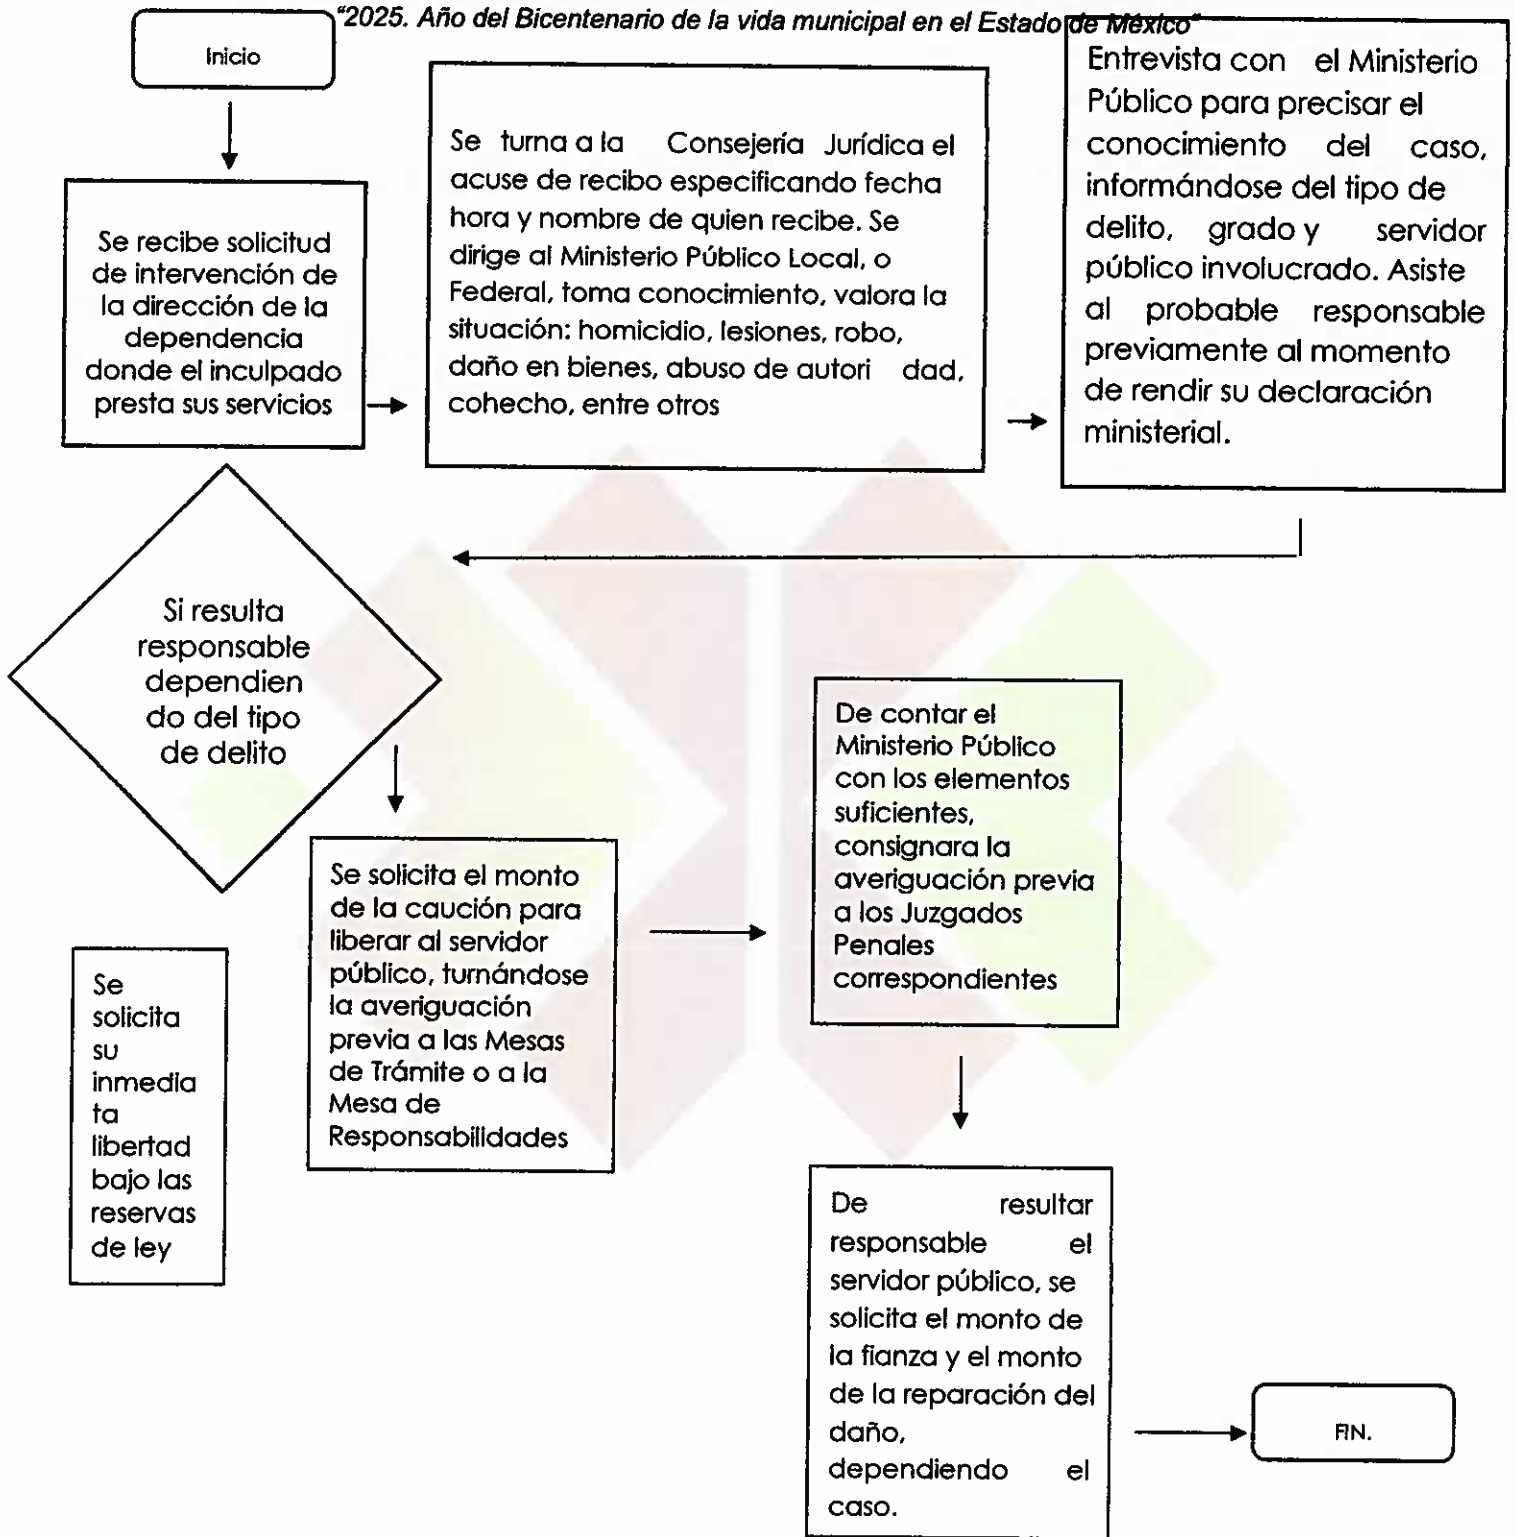 "2025. Año del Bicentenario de la vida municipal en el Estado de México"
Inicio
Se recibe solicitud
de intervención de
la dirección de la
dependencia
donde el inculpado
presta sus servicios
Se turna a la Consejería Jurídica el
acuse de recibo especificando fecha
hora y nombre de quien recibe. Se
dirige al Ministerio Público Local, o
Federal, toma conocimiento, valora la
situación: homicidio, lesiones, robo,
daño en bienes, abuso de autori dad,
cohecho, entre otros
Entrevista con el Ministerio
Público para precisar el
conocimiento del caso,
informándose del tipo de
delito, grado y servidor
público involucrado. Asiste
al probable responsable
previamente al momento
de rendir su declaración
ministerial.
Si resulta
responsable
dependien
do del tipo
de delito
Se
solicita
su
inmedia
ta
libertad
bajo las
reservas
de ley
Se solicita el monto
de la caución para
liberar al servidor
público, turnándose
la averiguación
previa a las Mesas
de Trámite o a la
Mesa de
Responsabilidades
De contar el
Ministerio Público
con los elementos
suficientes,
consignara la
averiguación previa
a los Juzgados
Penales
correspondientes
De resultar
responsable el
servidor público, se
solicita el monto de
la fianza y el monto
de la reparación del
daño,
dependiendo el
caso.
FIN.